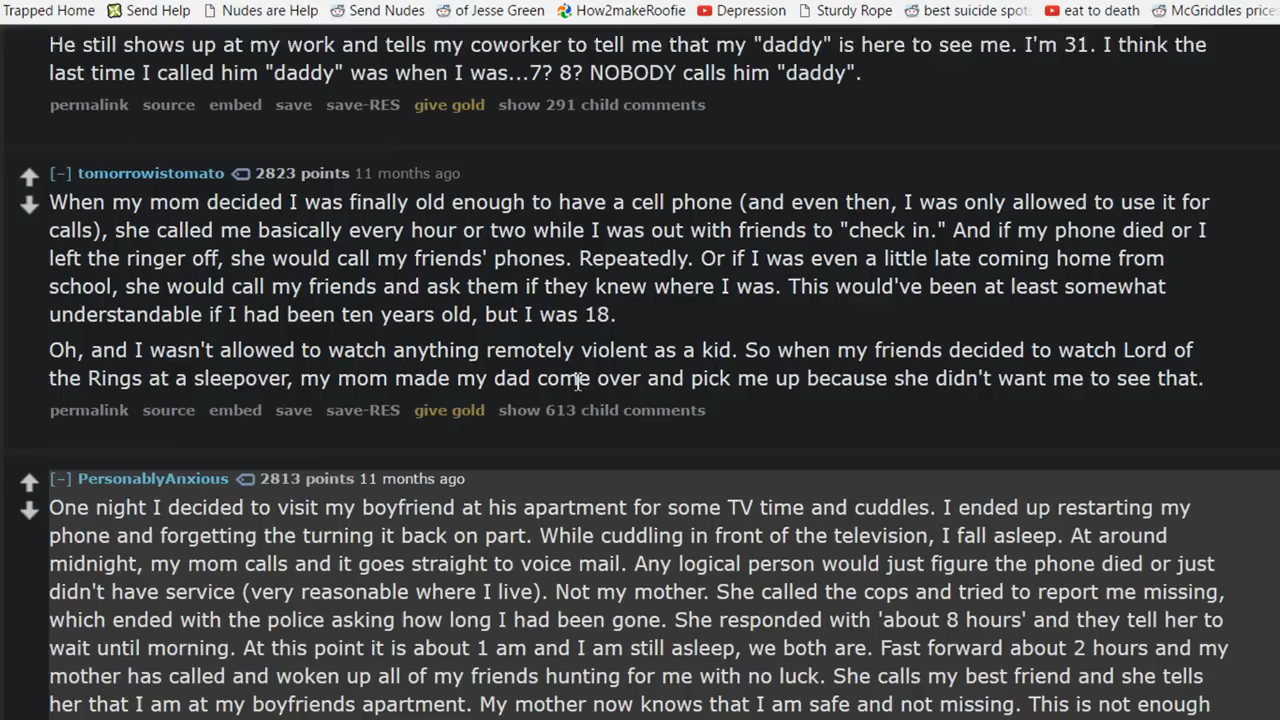 Trapped Home Send Help Nudes are Help Send Nudes of Jesse Green How2makeRoofie Depression Sturdy Rope best suicide spots eat to death McGriddles price
He still shows up at my work and tells my coworker to tell me that my "daddy" is here to see me. I'm 31. I think the
last time I called him "daddy" was when I was...7? 8? NOBODY calls him "daddy".
permalink source embed save save-RES give gold show 291 child comments
[–] tomorrowistomato 2823 points 11 months ago
When my mom decided I was finally old enough to have a cell phone (and even then, I was only allowed to use it for
calls), she called me basically every hour or two while I was out with friends to "check in." And if my phone died or I
left the ringer off, she would call my friends' phones. Repeatedly. Or if I was even a little late coming home from
school, she would call my friends and ask them if they knew where I was. This would've been at least somewhat
understandable if I had been ten years old, but I was 18.
Oh, and I wasn't allowed to watch anything remotely violent as a kid. So when my friends decided to watch Lord of
the Rings at a sleepover, my mom made my dad come over and pick me up because she didn't want me to see that.
permalink source embed save save-RES give gold show 613 child comments
[–] PersonablyAnxious 2813 points 11 months ago
One night I decided to visit my boyfriend at his apartment for some TV time and cuddles. I ended up restarting my
phone and forgetting the turning it back on part. While cuddling in front of the television, I fall asleep. At around
midnight, my mom calls and it goes straight to voice mail. Any logical person would just figure the phone died or just
didn't have service (very reasonable where I live). Not my mother. She called the cops and tried to report me missing,
which ended with the police asking how long I had been gone. She responded with 'about 8 hours' and they tell her to
wait until morning. At this point it is about 1 am and I am still asleep, we both are. Fast forward about 2 hours and my
mother has called and woken up all of my friends hunting for me with no luck. She calls my best friend and she tells
her that I am at my boyfriends apartment. My mother now knows that I am safe and not missing. This is not enough